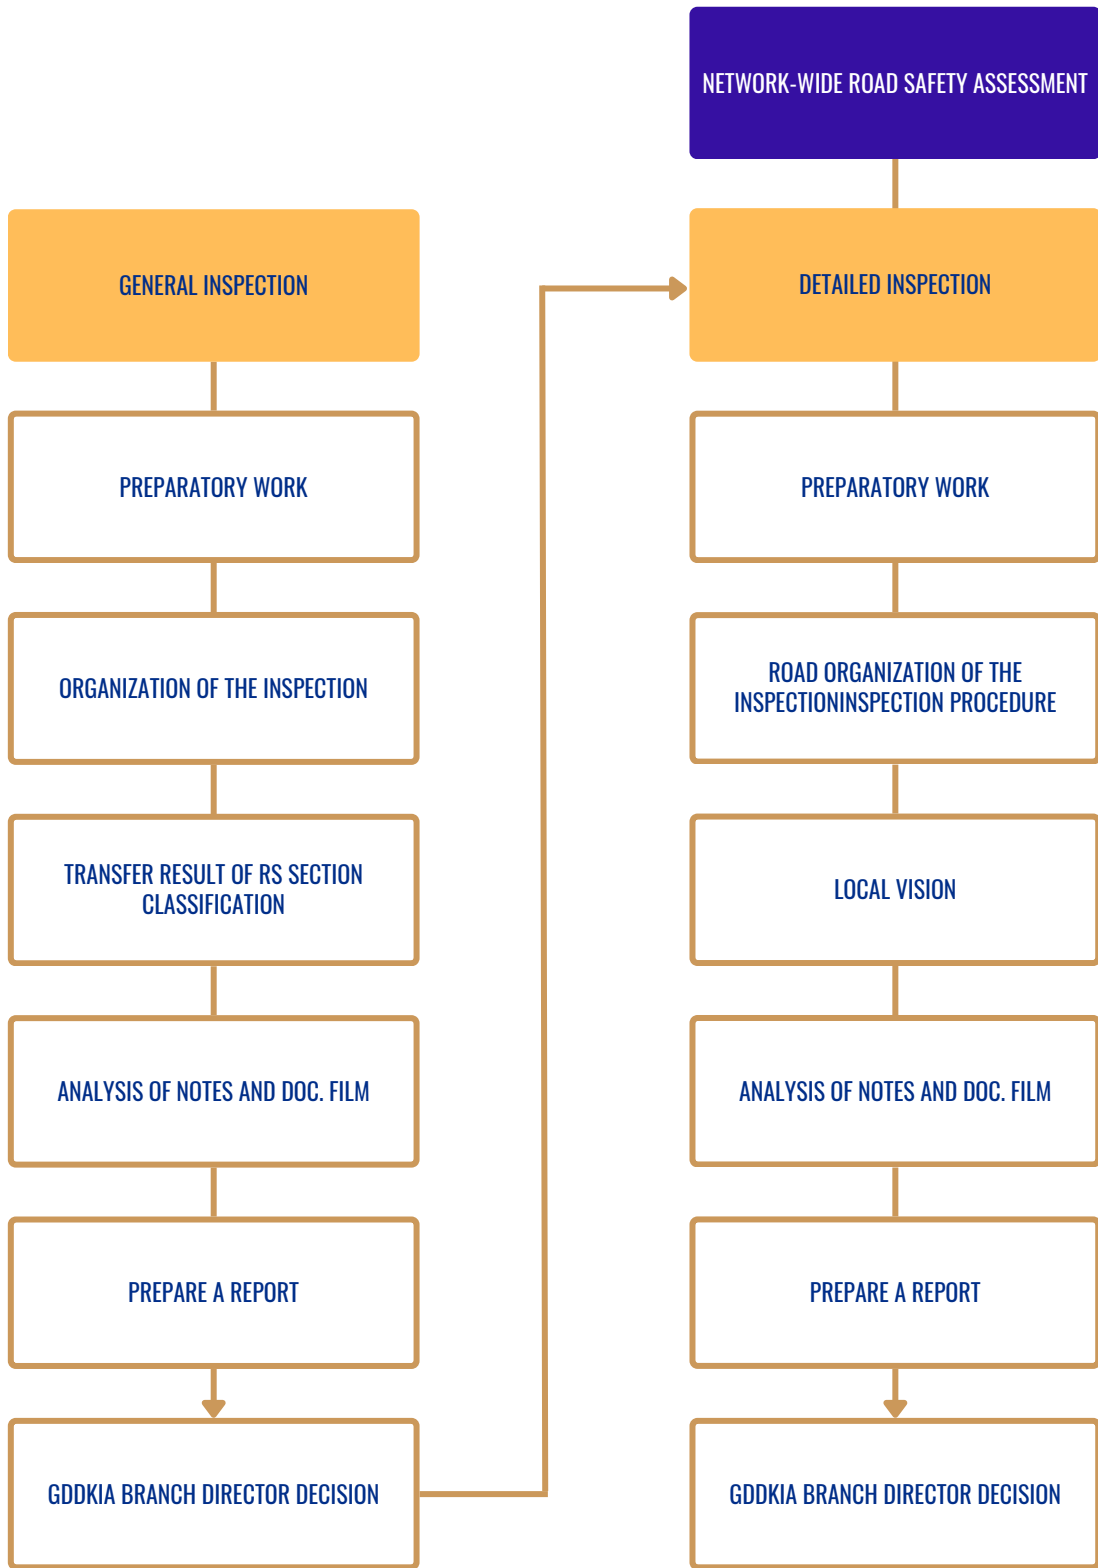 NETWORK-WIDE ROAD SAFETY ASSESSMENT
GENERAL INSPECTION
PREPARATORY WORK
ORGANIZATION OF THE INSPECTION
TRANSFER RESULT OF RS SECTION
CLASSIFICATION
ANALYSIS OF NOTES AND DOC. FILM
PREPARE A REPORT
GDDKIA BRANCH DIRECTOR DECISION
DETAILED INSPECTION
PREPARATORY WORK
ROAD ORGANIZATION OF THE
INSPECTIONINSPECTION PROCEDURE
LOCAL VISION
ANALYSIS OF NOTES AND DOC. FILM
PREPARE A REPORT
GDDKIA BRANCH DIRECTOR DECISION